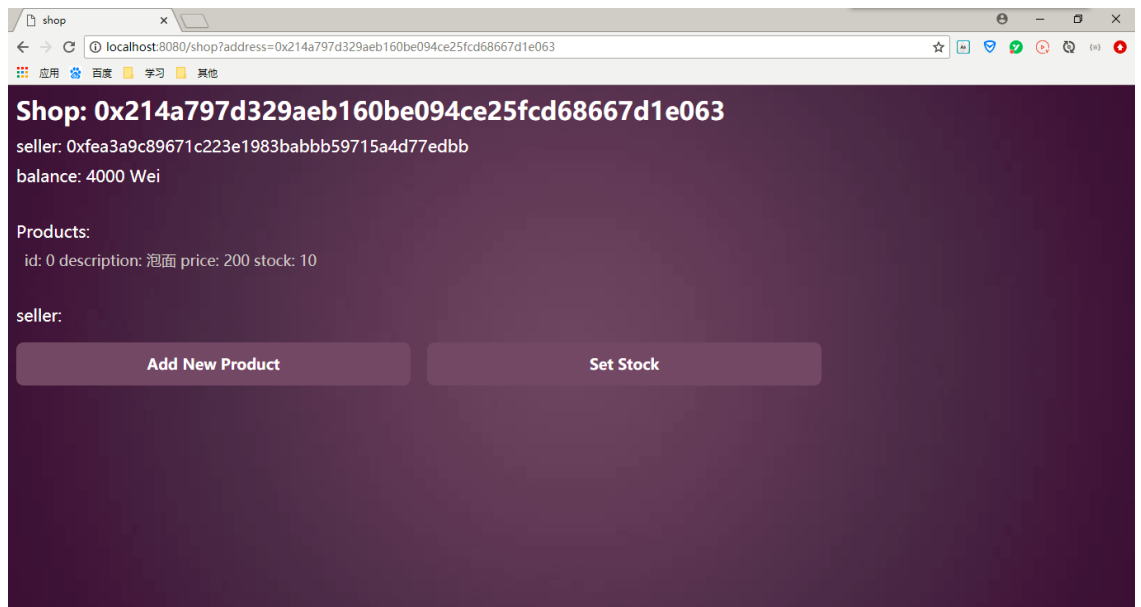 shop
localhost:8080/shop?address=0x214a797d329aeb160be094ce25fcd68667d1e063
应用 百度 学习 其他
Shop: 0x214a797d329aeb160be094ce25fcd68667d1e063
seller: 0xfea3a9c89671c223e1983babbb59715a4d77edbb
balance: 4000 Wei
Products:
id: 0 description: 泡面 price: 200 stock: 10
seller:
Add New Product Set Stock